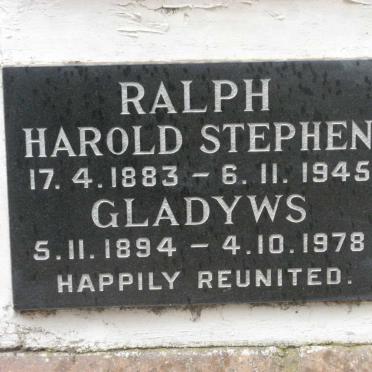 RALPH
HAROLD STEPHEN
17. 4. 1883 – 6. 11. 1945
GLADYWS
5. 11. 1894 – 4. 10. 1978
HAPPILY REUNITED.